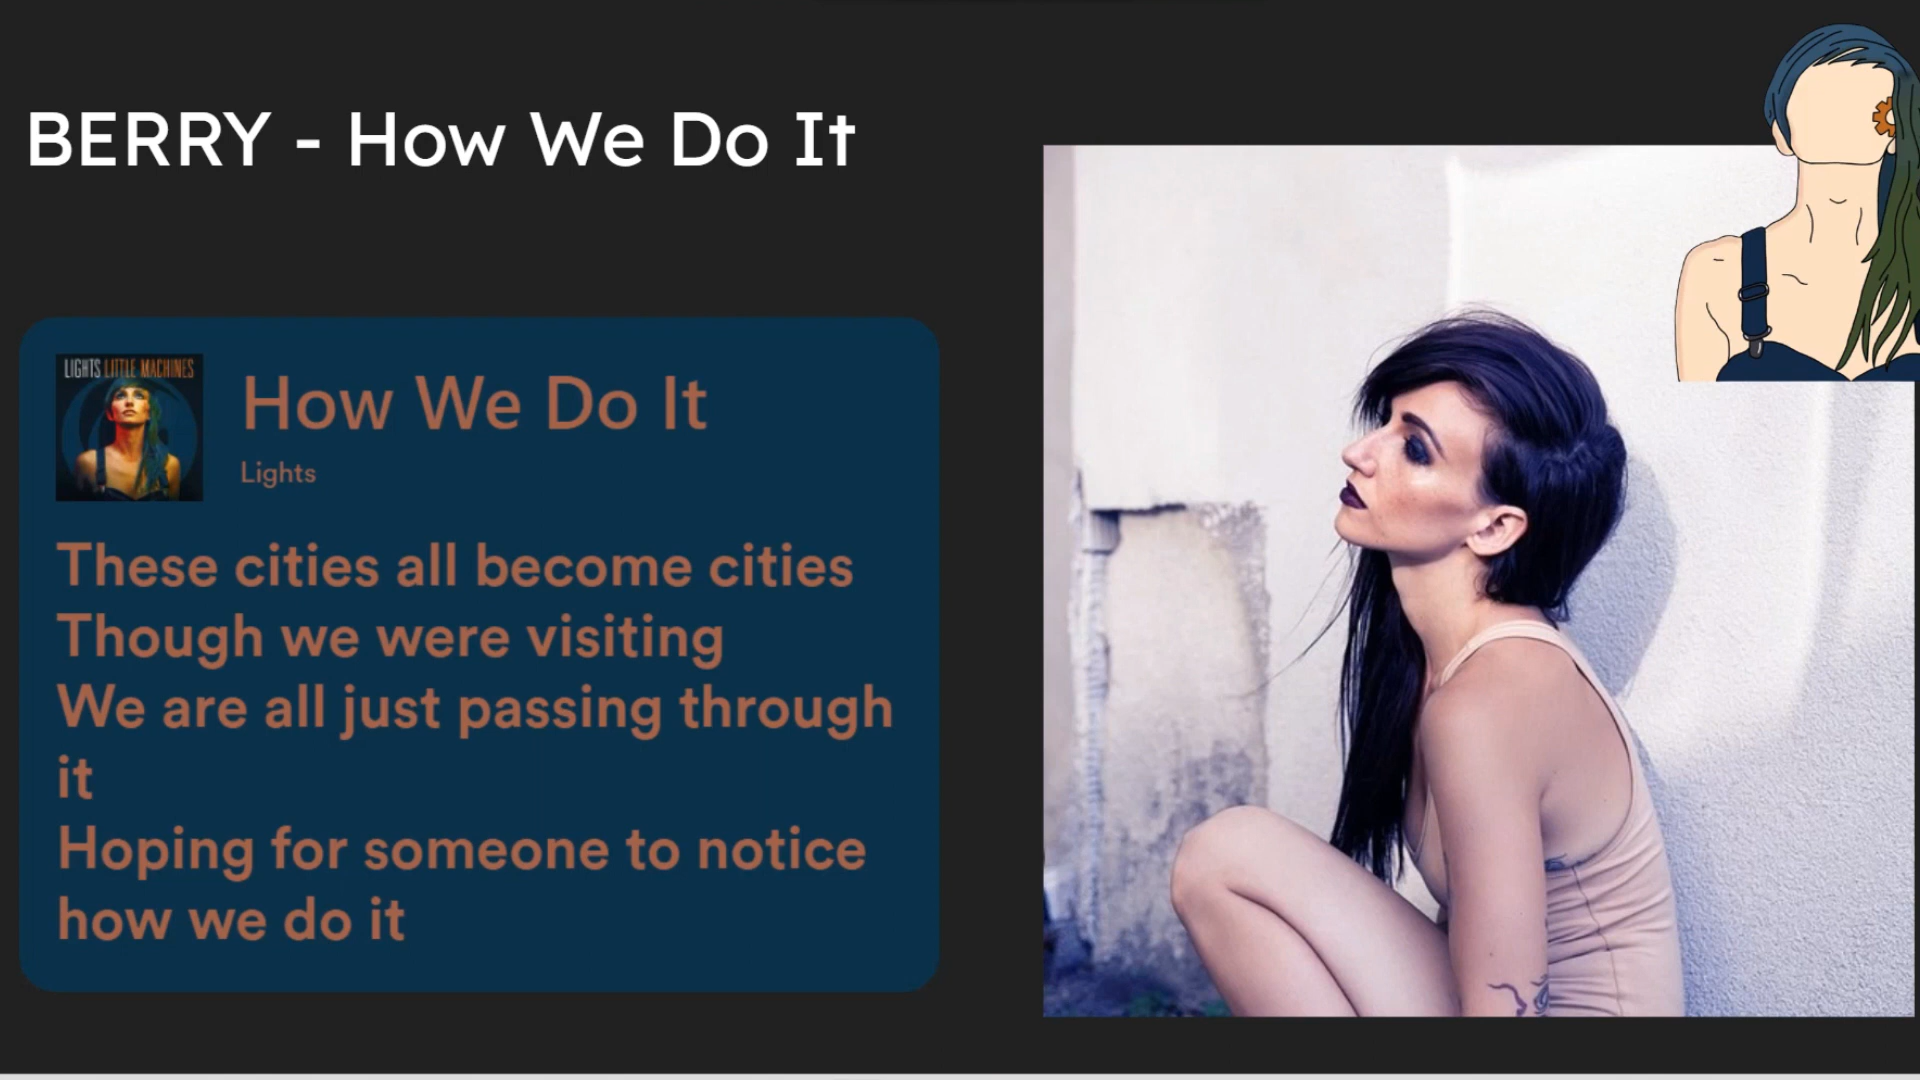 BERRY - How We Do It
LIGHTS LITTLE MACHINES
How We Do It
Lights
These cities all become cities
Though we were visiting
We are all just passing through
it
Hoping for someone to notice
how we do it